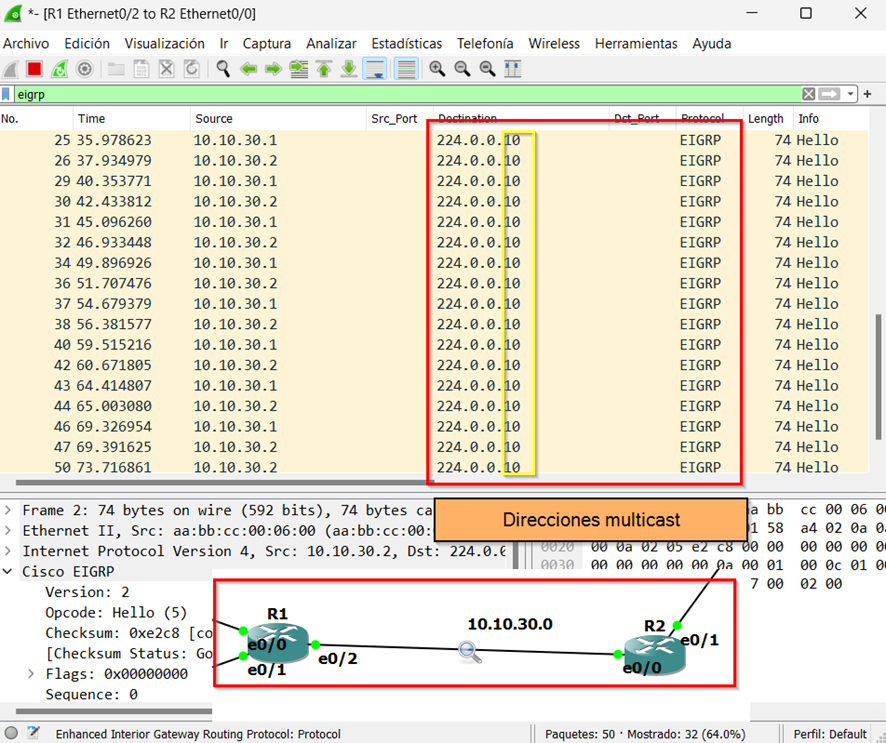 *- [R1 Ethernet0/2 to R2 Ethernet0/0]
Archivo Edición Visualización Ir Captura Analizar Estadísticas Telefonía Wireless Herramientas Ayuda
eigrp
No. Time Source Src_Port Destination Dst_Port Protocol Length Info
25 35.978623 10.10.30.1 224.0.0.10 EIGRP 74 Hello
26 37.934979 10.10.30.2 224.0.0.10 EIGRP 74 Hello
29 40.353771 10.10.30.1 224.0.0.10 EIGRP 74 Hello
30 42.433812 10.10.30.2 224.0.0.10 EIGRP 74 Hello
31 45.096260 10.10.30.1 224.0.0.10 EIGRP 74 Hello
32 46.933448 10.10.30.2 224.0.0.10 EIGRP 74 Hello
34 49.896926 10.10.30.1 224.0.0.10 EIGRP 74 Hello
36 51.707476 10.10.30.2 224.0.0.10 EIGRP 74 Hello
37 54.679379 10.10.30.1 224.0.0.10 EIGRP 74 Hello
38 56.381577 10.10.30.2 224.0.0.10 EIGRP 74 Hello
40 59.515216 10.10.30.1 224.0.0.10 EIGRP 74 Hello
42 60.671805 10.10.30.2 224.0.0.10 EIGRP 74 Hello
43 64.414807 10.10.30.1 224.0.0.10 EIGRP 74 Hello
44 65.003080 10.10.30.2 224.0.0.10 EIGRP 74 Hello
46 69.326954 10.10.30.1 224.0.0.10 EIGRP 74 Hello
47 69.391625 10.10.30.2 224.0.0.10 EIGRP 74 Hello
50 73.716861 10.10.30.2 224.0.0.10 EIGRP 74 Hello
Frame 2: 74 bytes on wire (592 bits), 74 bytes ca
Ethernet II, Src: aa:bb:cc:00:06:00 (aa:bb:cc:00:
Internet Protocol Version 4, Src: 10.10.30.2, Dst: 224.0.0
Cisco EIGRP
Version: 2
Opcode: Hello (5)
Checksum: 0xe2c8 [co
[Checksum Status: Go
Flags: 0x00000000
Sequence: 0
bb cc 00 06 00
58 a4 02 0a 0
0020 00 0a 02 05 e2 c8 00 00 00 00 00 00
0030 00 00 00 00 00 0a 00 01 00 0c 01 00
00 02 00
Direcciones multicast
R1
e0/0
e0/1
e0/2
10.10.30.0
R2
e0/1
e0/0
Enhanced Interior Gateway Routing Protocol: Protocol Paquetes: 50 · Mostrado: 32 (64.0%) Perfil: Default